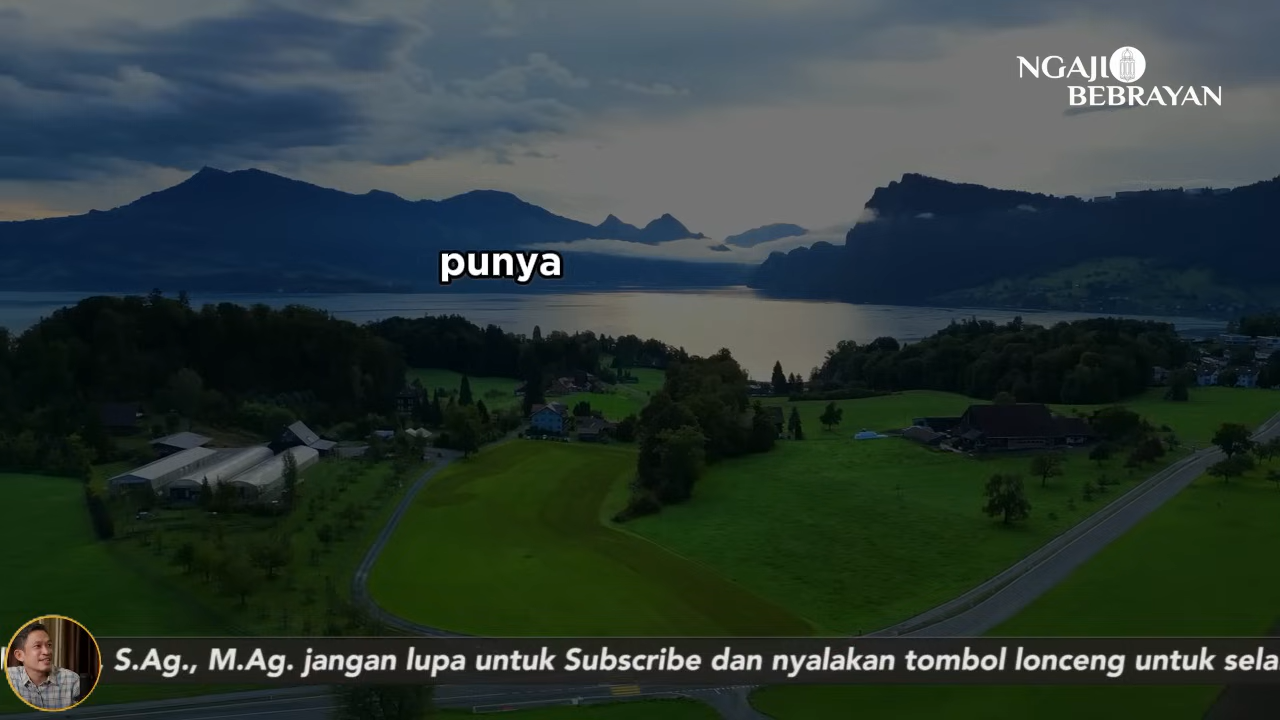 NGAJI
BEBRAYAN
punya
S.Ag., M.Ag. jangan lupa untuk Subscribe dan nyalakan tombol lonceng untuk sela